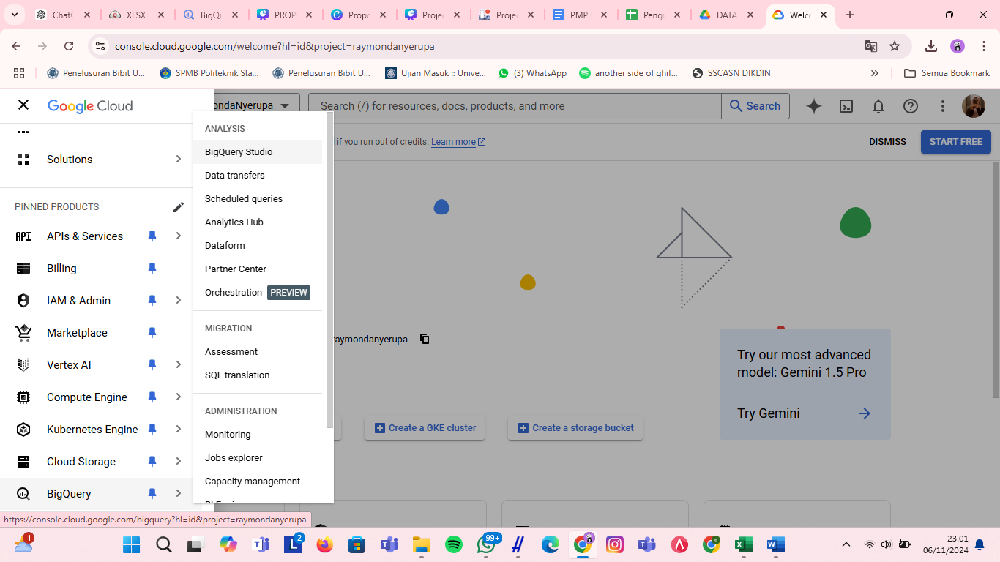 ChatG
XLSX
BigQu
PROP
Propo
Projec
Projec
PMP
Pengu
DATA
Welco
console.cloud.google.com/welcome?hl=id&project=raymondanyerupa
Penelusuran Bibit U...
SPMB Politeknik Sta...
Penelusuran Bibit U...
Ujian Masuk :: Unive...
(3) WhatsApp
another side of ghif...
SSCASN DIKDIN
Semua Bookmark
Google Cloud
ondaNyerupa
Search (/) for resources, docs, products, and more
Search
if you run out of credits. Learn more
DISMISS
START FREE
Solutions
PINNED PRODUCTS
API APIs & Services
Billing
IAM & Admin
Marketplace
Vertex AI
Compute Engine
Kubernetes Engine
Cloud Storage
BigQuery
ANALYSIS
BigQuery Studio
Data transfers
Scheduled queries
Analytics Hub
Dataform
Partner Center
Orchestration PREVIEW
MIGRATION
Assessment
SQL translation
ADMINISTRATION
Monitoring
Jobs explorer
Capacity management
raymondanyerupa
Create a GKE cluster
Create a storage bucket
Try our most advanced
model: Gemini 1.5 Pro
Try Gemini
https://console.cloud.google.com/bigquery?hl=id&project=raymondanyerupa
1
2
99+
23.01
06/11/2024